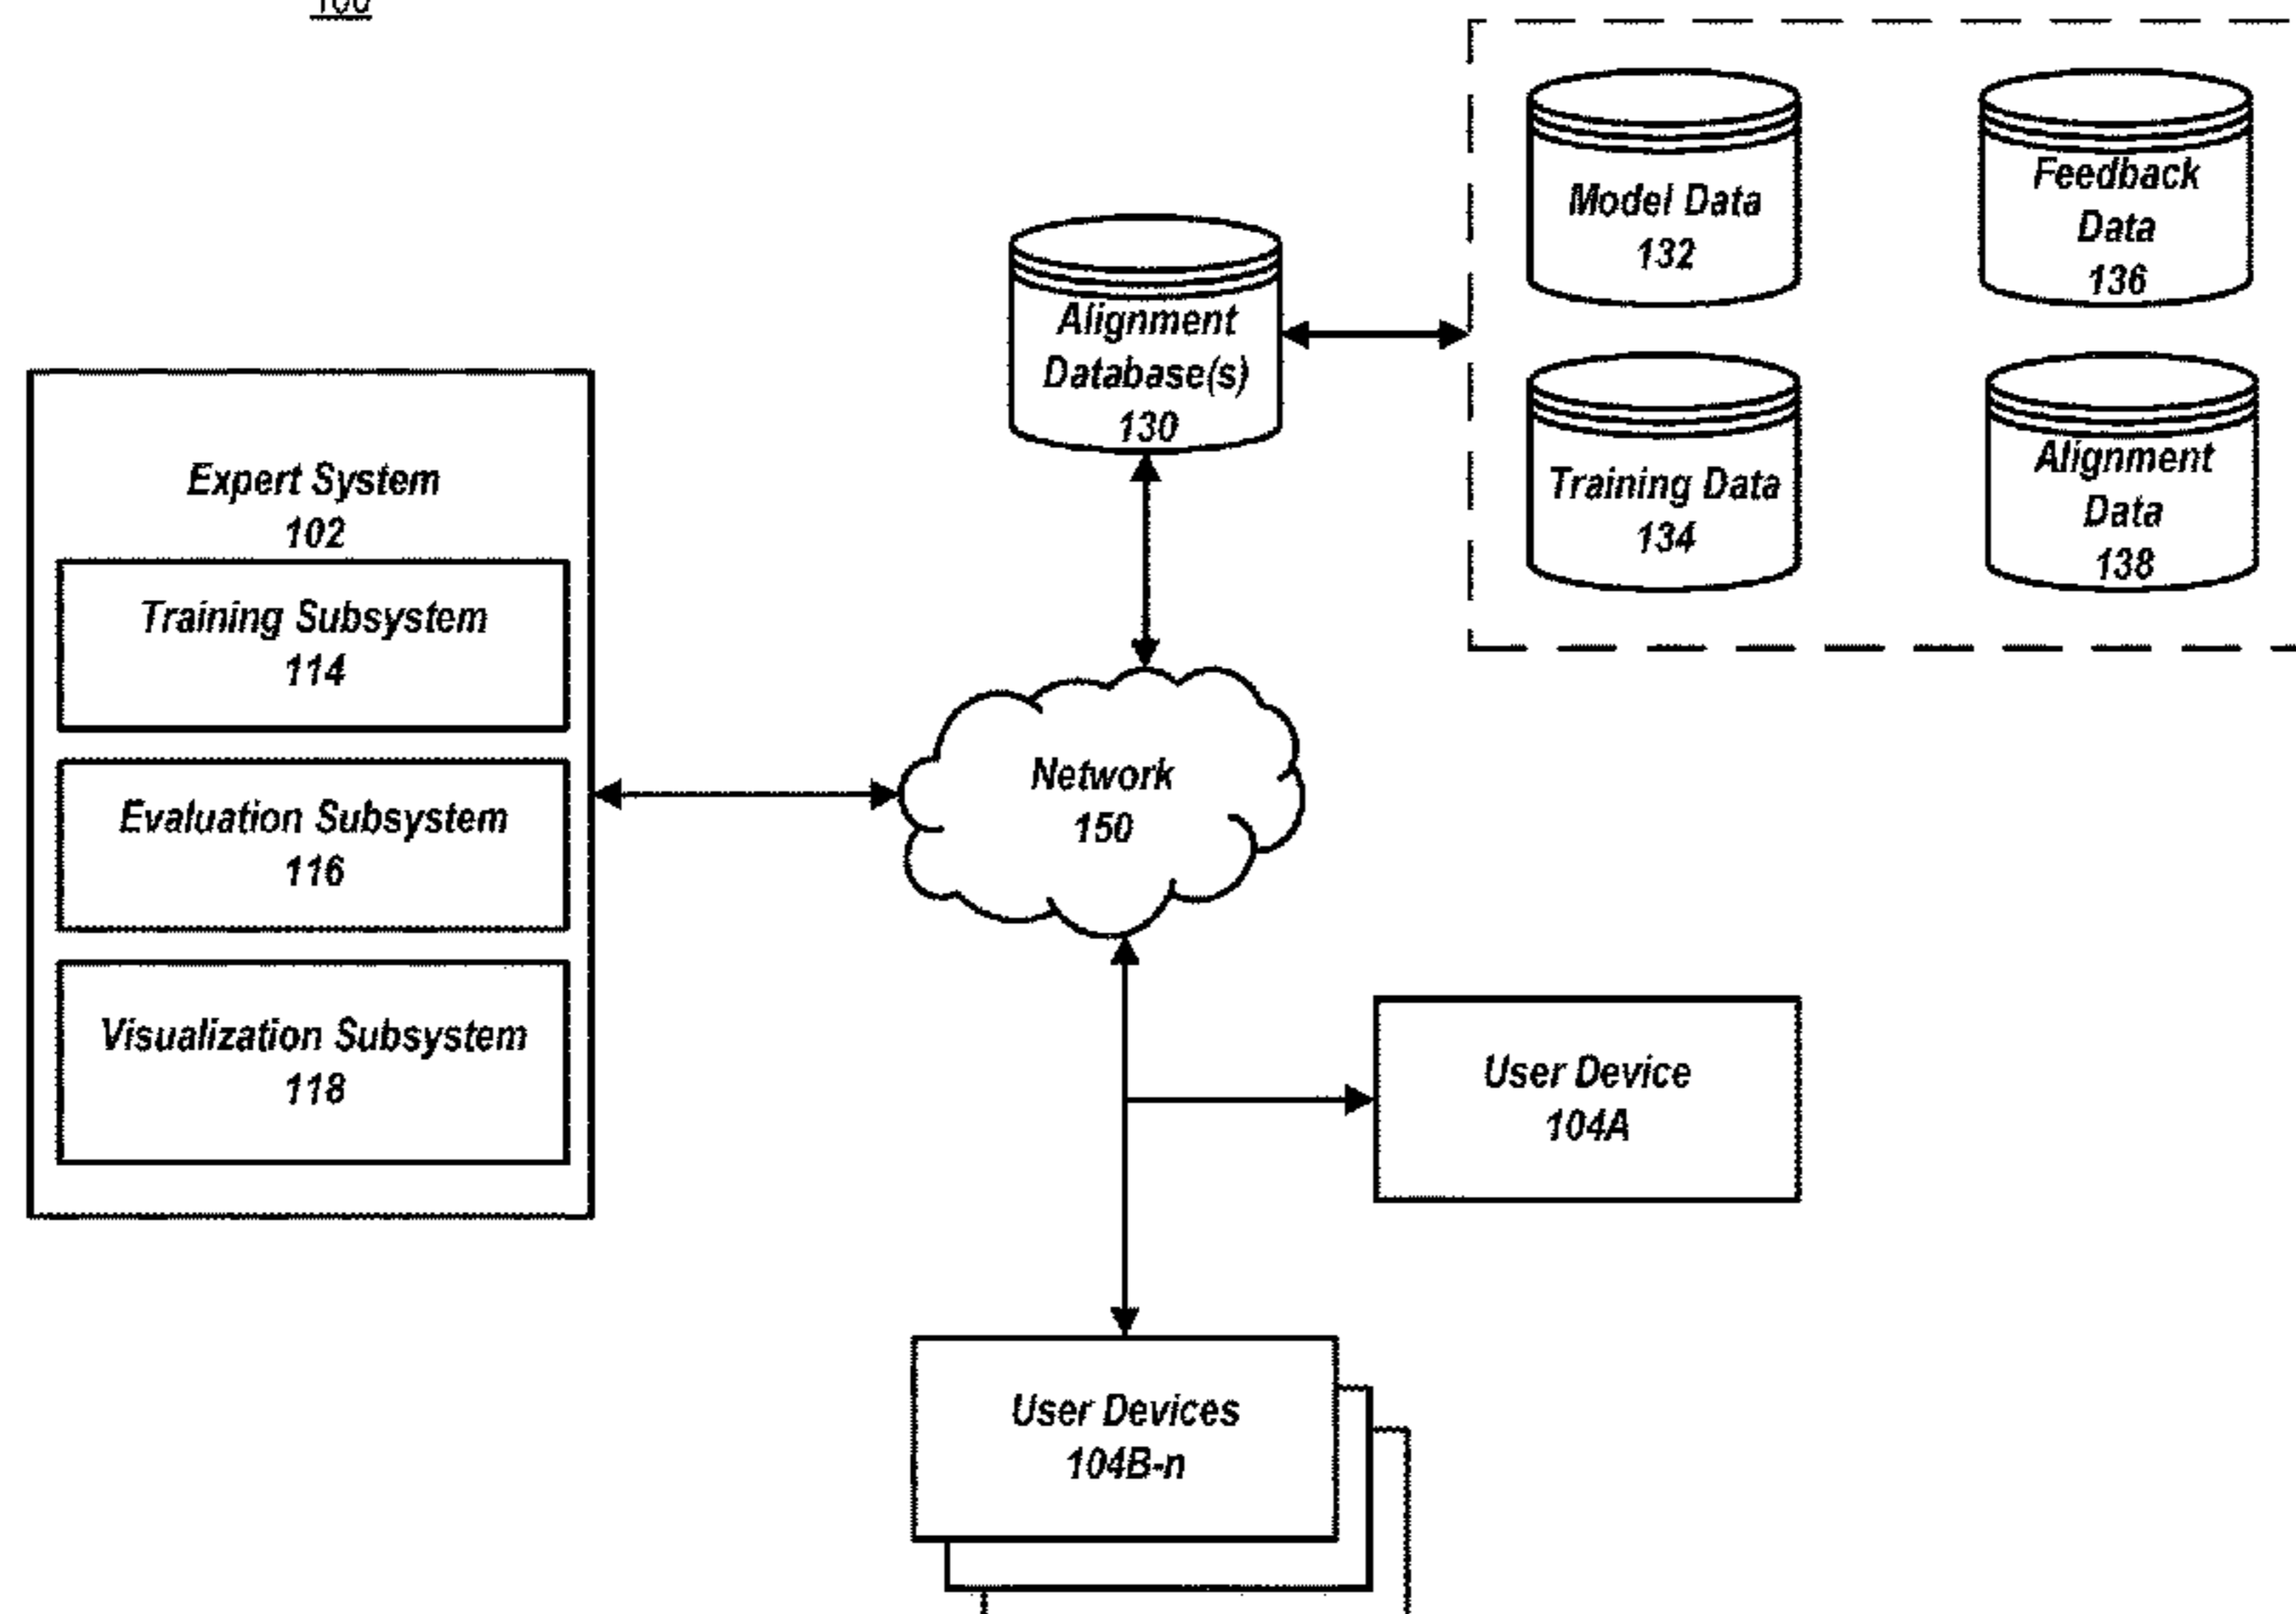 100
Model Data
132
Feedback
Data
136
Alignment
Database(s)
130
Training Data
134
Alignment
Data
138
Expert System
102
Training Subsystem
114
Evaluation Subsystem
116
Visualization Subsystem
118
Network
150
User Device
104A
User Devices
104B-n